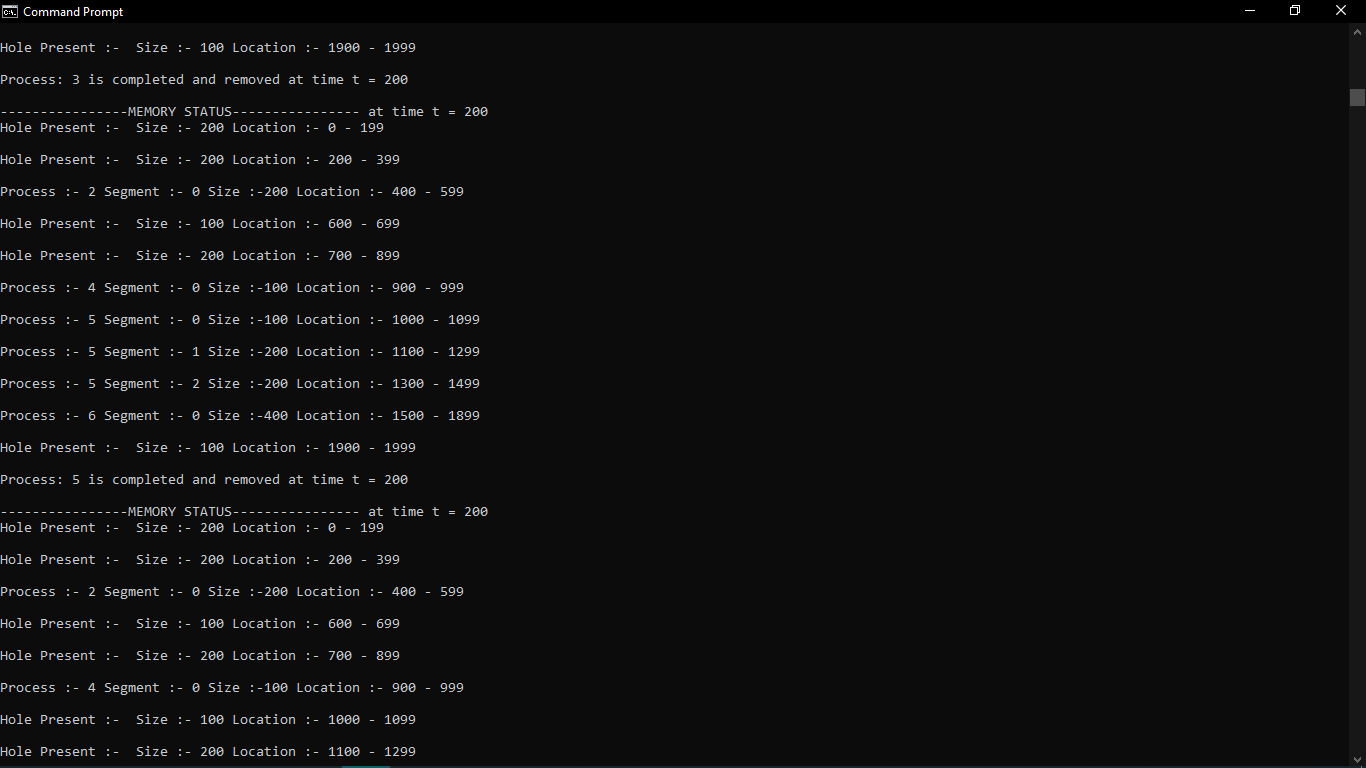 Command Prompt
Hole Present :-  Size :- 100 Location :- 1900 - 1999
Process: 3 is completed and removed at time t = 200
----------------MEMORY STATUS---------------- at time t = 200
Hole Present :-  Size :- 200 Location :- 0 - 199
Hole Present :-  Size :- 200 Location :- 200 - 399
Process :- 2 Segment :- 0 Size :-200 Location :- 400 - 599
Hole Present :-  Size :- 100 Location :- 600 - 699
Hole Present :-  Size :- 200 Location :- 700 - 899
Process :- 4 Segment :- 0 Size :-100 Location :- 900 - 999
Process :- 5 Segment :- 0 Size :-100 Location :- 1000 - 1099
Process :- 5 Segment :- 1 Size :-200 Location :- 1100 - 1299
Process :- 5 Segment :- 2 Size :-200 Location :- 1300 - 1499
Process :- 6 Segment :- 0 Size :-400 Location :- 1500 - 1899
Hole Present :-  Size :- 100 Location :- 1900 - 1999
Process: 5 is completed and removed at time t = 200
----------------MEMORY STATUS---------------- at time t = 200
Hole Present :-  Size :- 200 Location :- 0 - 199
Hole Present :-  Size :- 200 Location :- 200 - 399
Process :- 2 Segment :- 0 Size :-200 Location :- 400 - 599
Hole Present :-  Size :- 100 Location :- 600 - 699
Hole Present :-  Size :- 200 Location :- 700 - 899
Process :- 4 Segment :- 0 Size :-100 Location :- 900 - 999
Hole Present :-  Size :- 100 Location :- 1000 - 1099
Hole Present :-  Size :- 200 Location :- 1100 - 1299